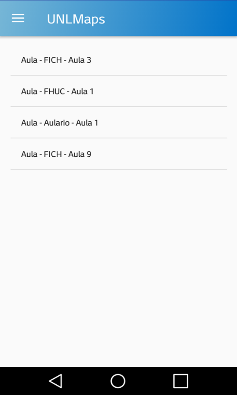 UNLMaps
Aula - FICH - Aula 3
Aula - FHUC - Aula 1
Aula - Aulario - Aula 1
Aula - FICH - Aula 9